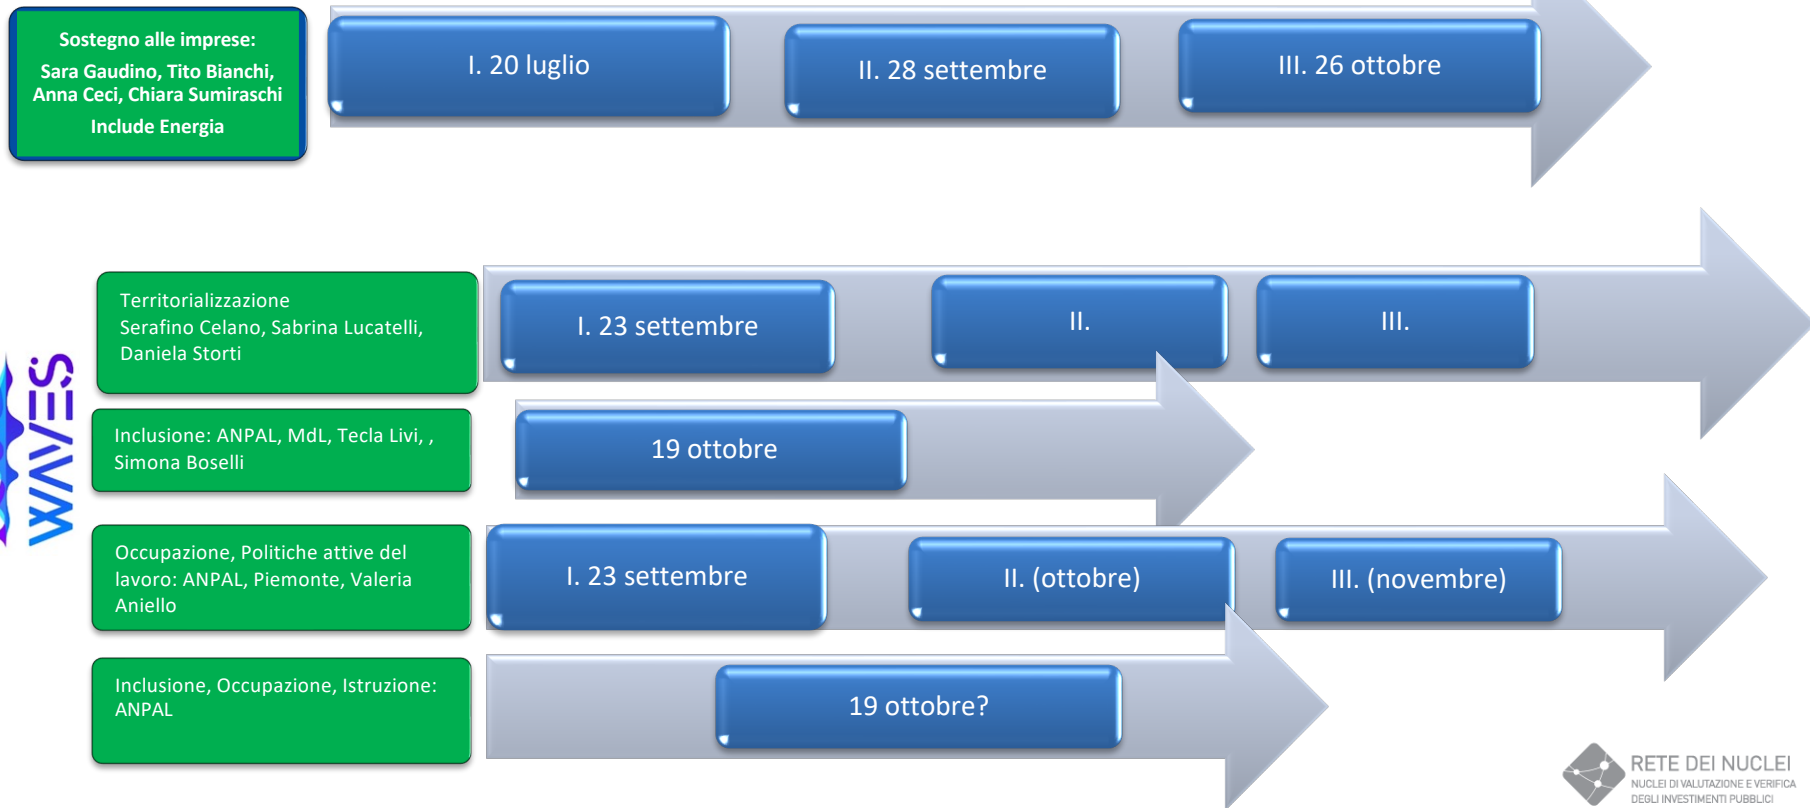 Sostegno alle imprese:
Sara Gaudino, Tito Bianchi,
Anna Ceci, Chiara Sumiraschi
Include Energia
I. 20 luglio
II. 28 settembre
III. 26 ottobre
Territorializzazione
Serafino Celano, Sabrina Lucatelli,
Daniela Storti
I. 23 settembre
II.
III.
WAVES
Inclusione: ANPAL, MdL, Tecla Livi, ,
Simona Boselli
19 ottobre
Occupazione, Politiche attive del
lavoro: ANPAL, Piemonte, Valeria
Aniello
I. 23 settembre
II. (ottobre)
III. (novembre)
Inclusione, Occupazione, Istruzione:
ANPAL
19 ottobre?
RETE DEI NUCLEI
NUCLEI DI VALUTAZIONE E VERIFICA
DEGLI INVESTIMENTI PUBBLICI